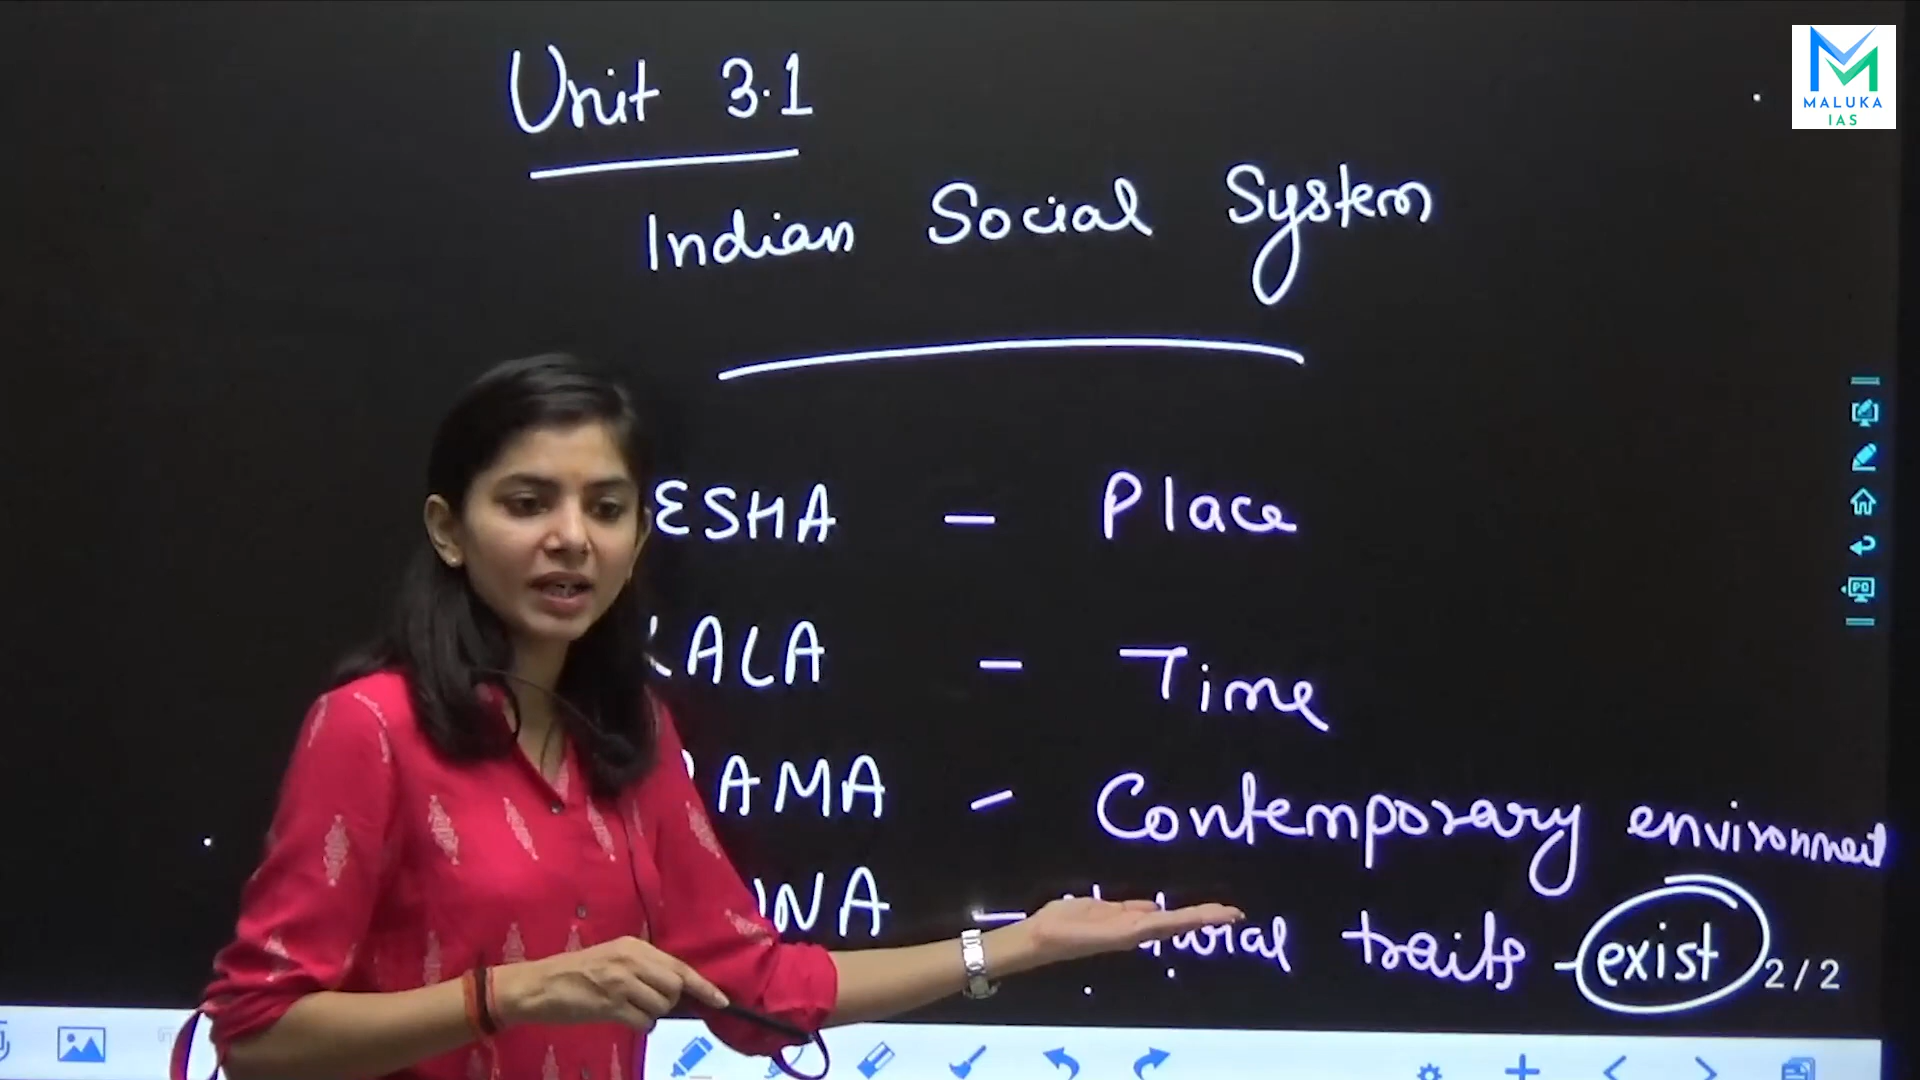 MALUKA
IAS
Unit 3.1
Indian Social System
ESHA - Place
KALA - Time
AMA - Contemporary environment
NA - traits - exist
2/2